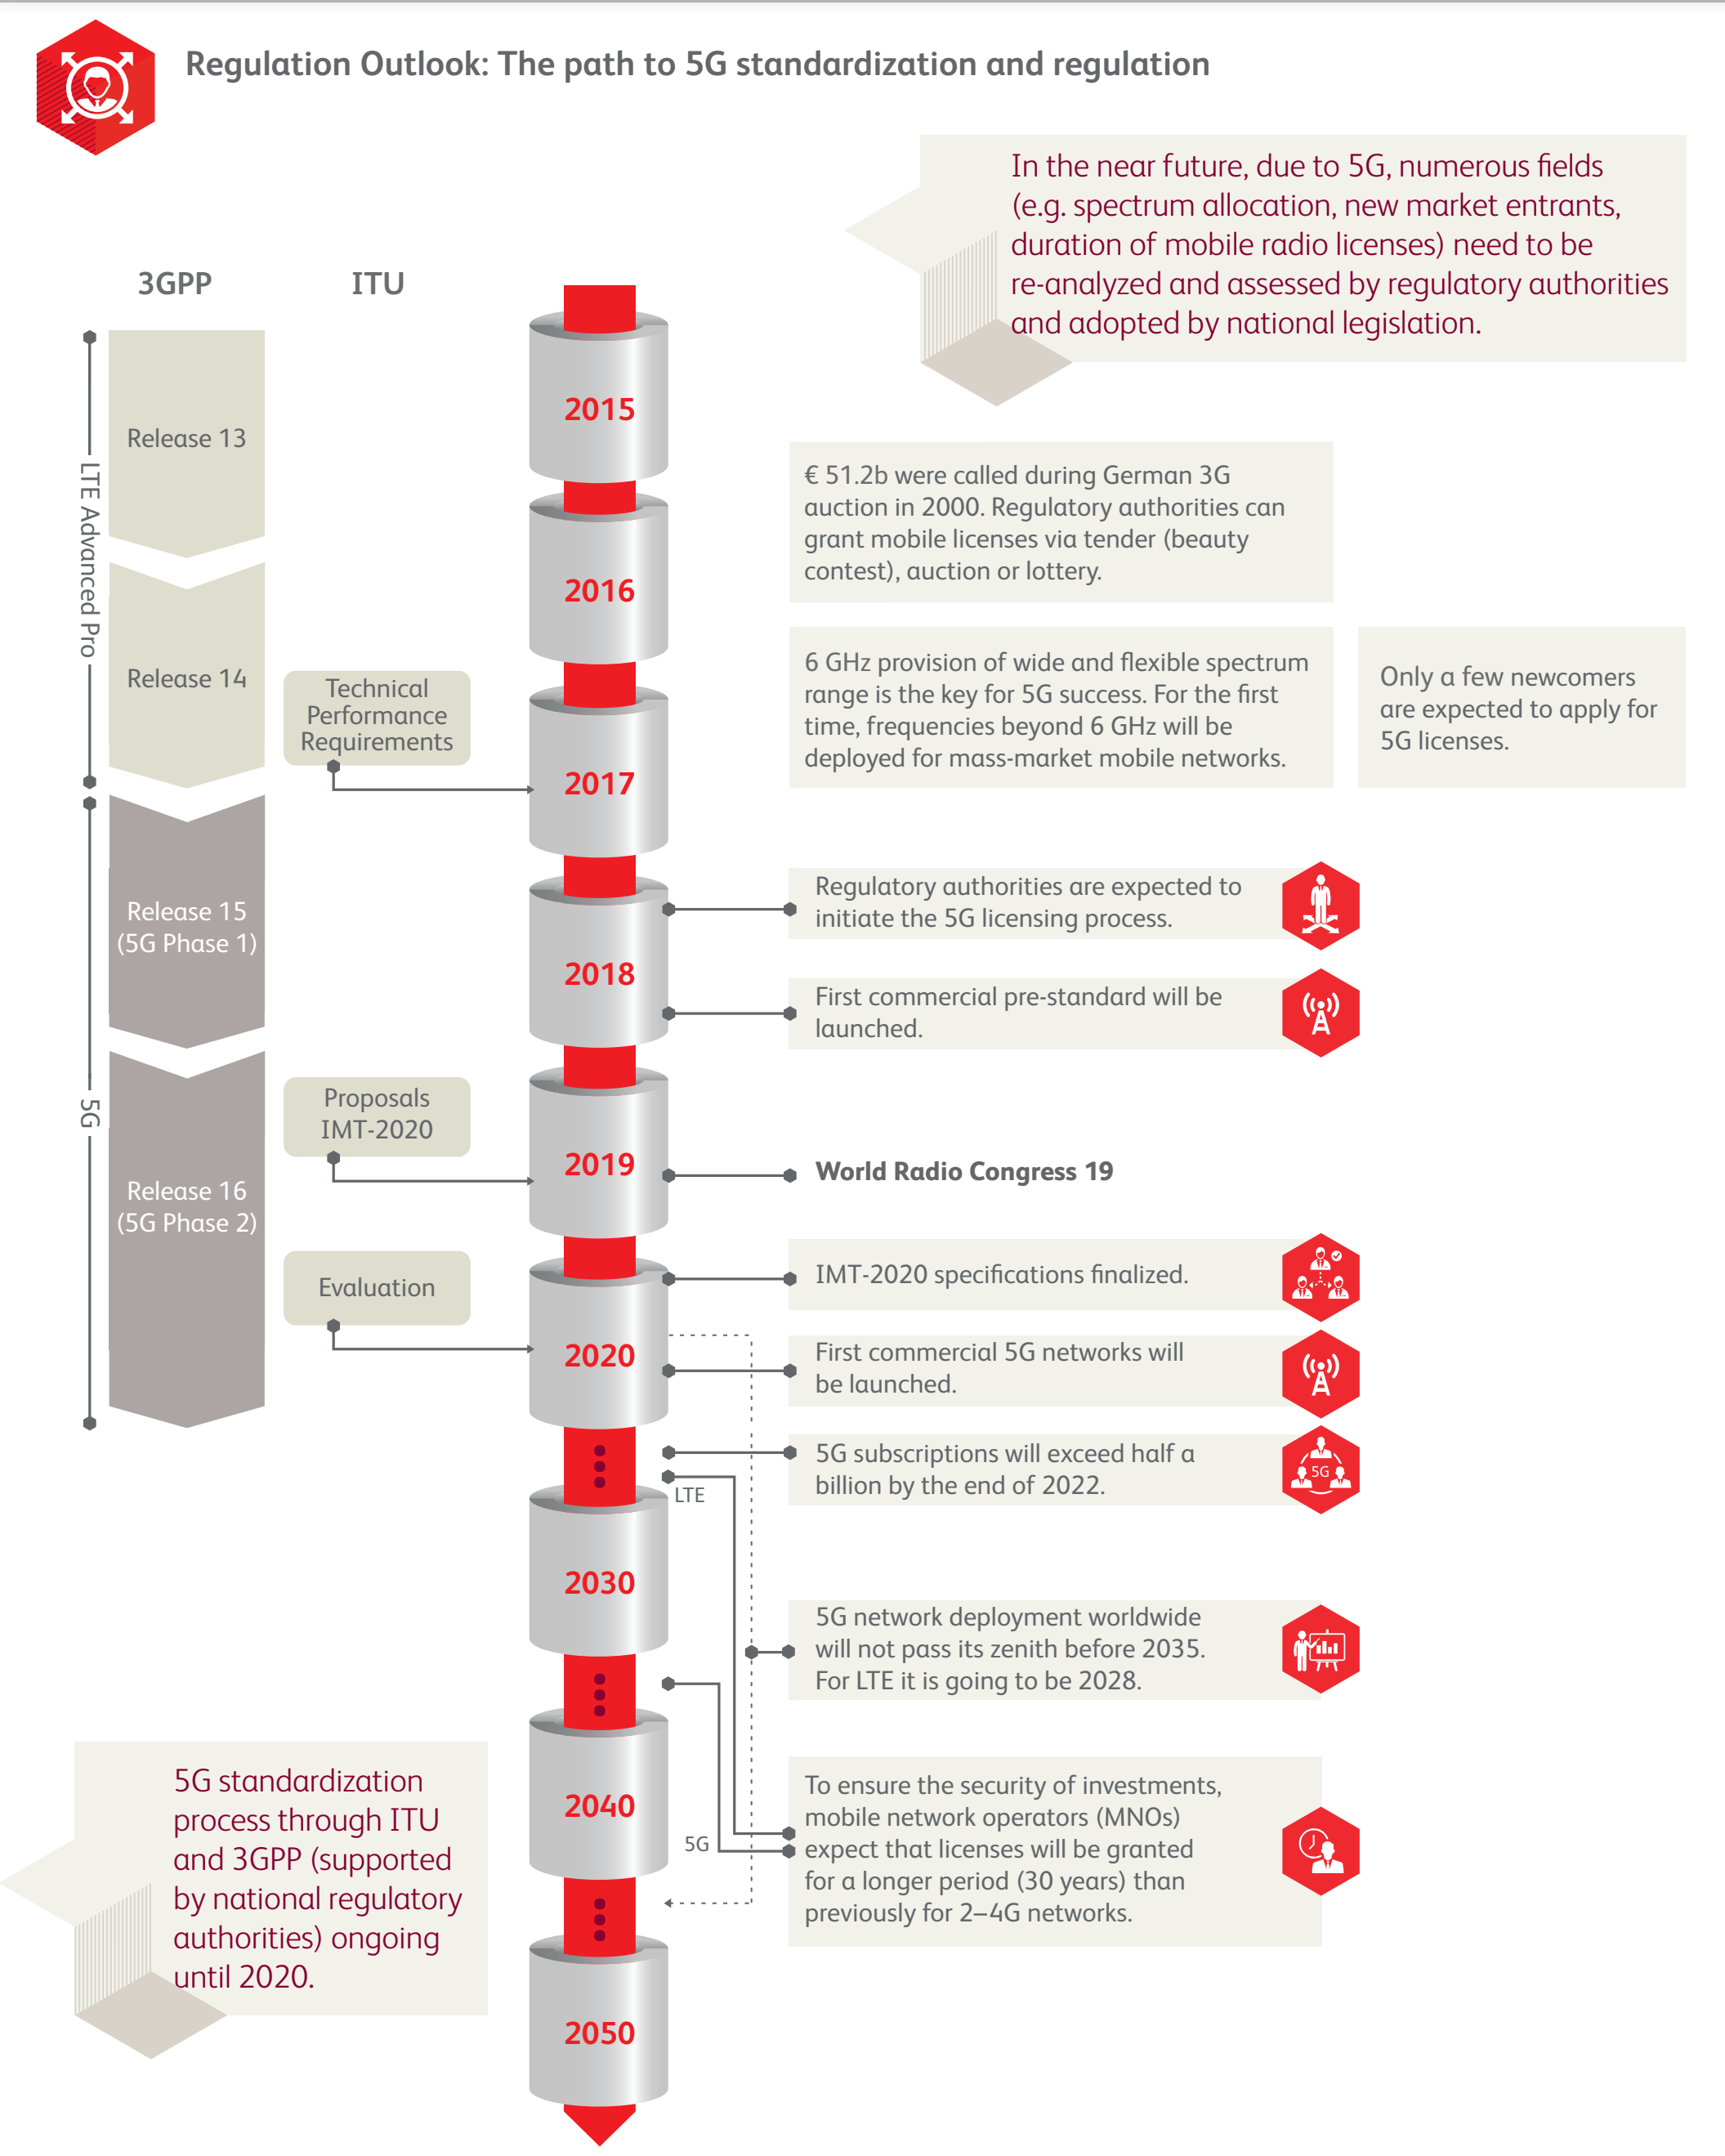 Regulation Outlook: The path to 5G standardization and regulation
In the near future, due to 5G, numerous fields
(e.g. spectrum allocation, new market entrants,
duration of mobile radio licenses) need to be
re-analyzed and assessed by regulatory authorities
and adopted by national legislation.
3GPP
ITU
LTE Advanced Pro
5G
Release 13
Release 14
Release 15
(5G Phase 1)
Release 16
(5G Phase 2)
Technical
Performance
Requirements
Proposals
IMT-2020
Evaluation
2015
2016
2017
2018
2019
2020
2030
2040
2050
€ 51.2b were called during German 3G
auction in 2000. Regulatory authorities can
grant mobile licenses via tender (beauty
contest), auction or lottery.
6 GHz provision of wide and flexible spectrum
range is the key for 5G success. For the first
time, frequencies beyond 6 GHz will be
deployed for mass-market mobile networks.
Only a few newcomers
are expected to apply for
5G licenses.
Regulatory authorities are expected to
initiate the 5G licensing process.
First commercial pre-standard will be
launched.
World Radio Congress 19
IMT-2020 specifications finalized.
First commercial 5G networks will
be launched.
5G subscriptions will exceed half a
billion by the end of 2022.
5G
LTE
5G network deployment worldwide
will not pass its zenith before 2035.
For LTE it is going to be 2028.
5G
To ensure the security of investments,
mobile network operators (MNOs)
expect that licenses will be granted
for a longer period (30 years) than
previously for 2–4G networks.
5G standardization
process through ITU
and 3GPP (supported
by national regulatory
authorities) ongoing
until 2020.